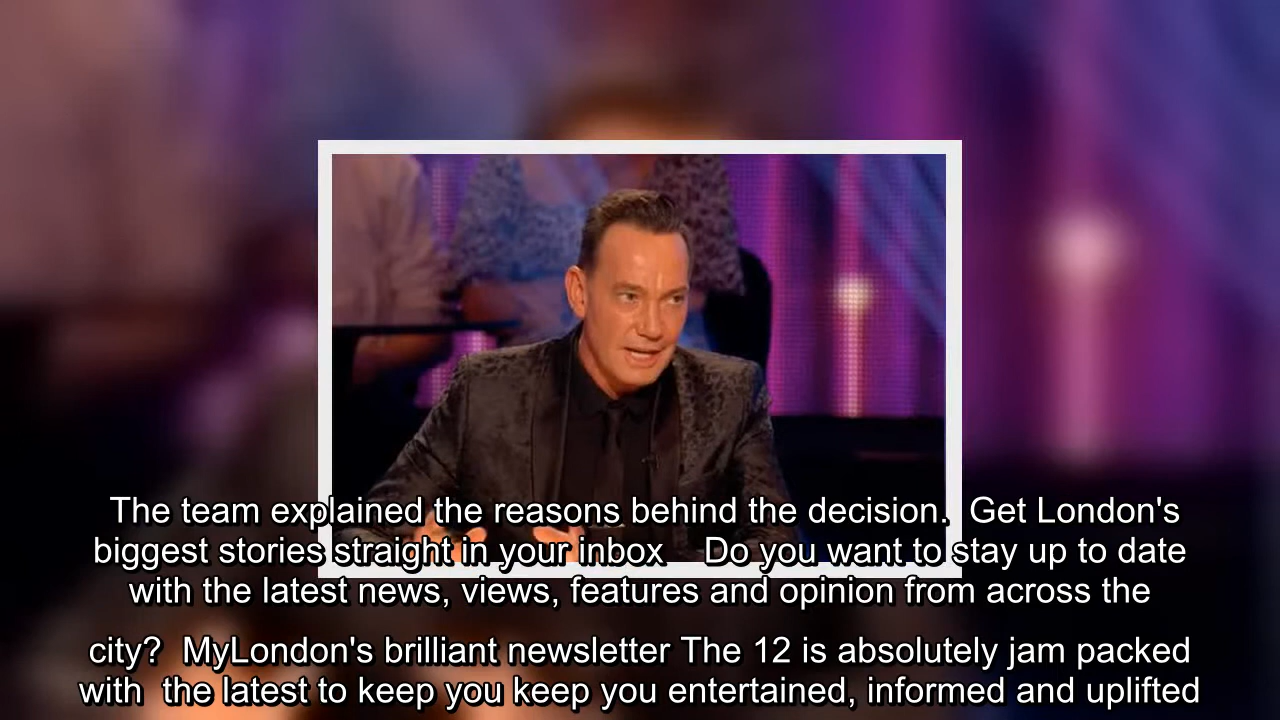 The team explained the reasons behind the decision.  Get London's
biggest stories straight in your inbox    Do you want to stay up to date
with the latest news, views, features and opinion from across the
city?  MyLondon's brilliant newsletter The 12 is absolutely jam packed
with  the latest to keep you keep you entertained, informed and uplifted